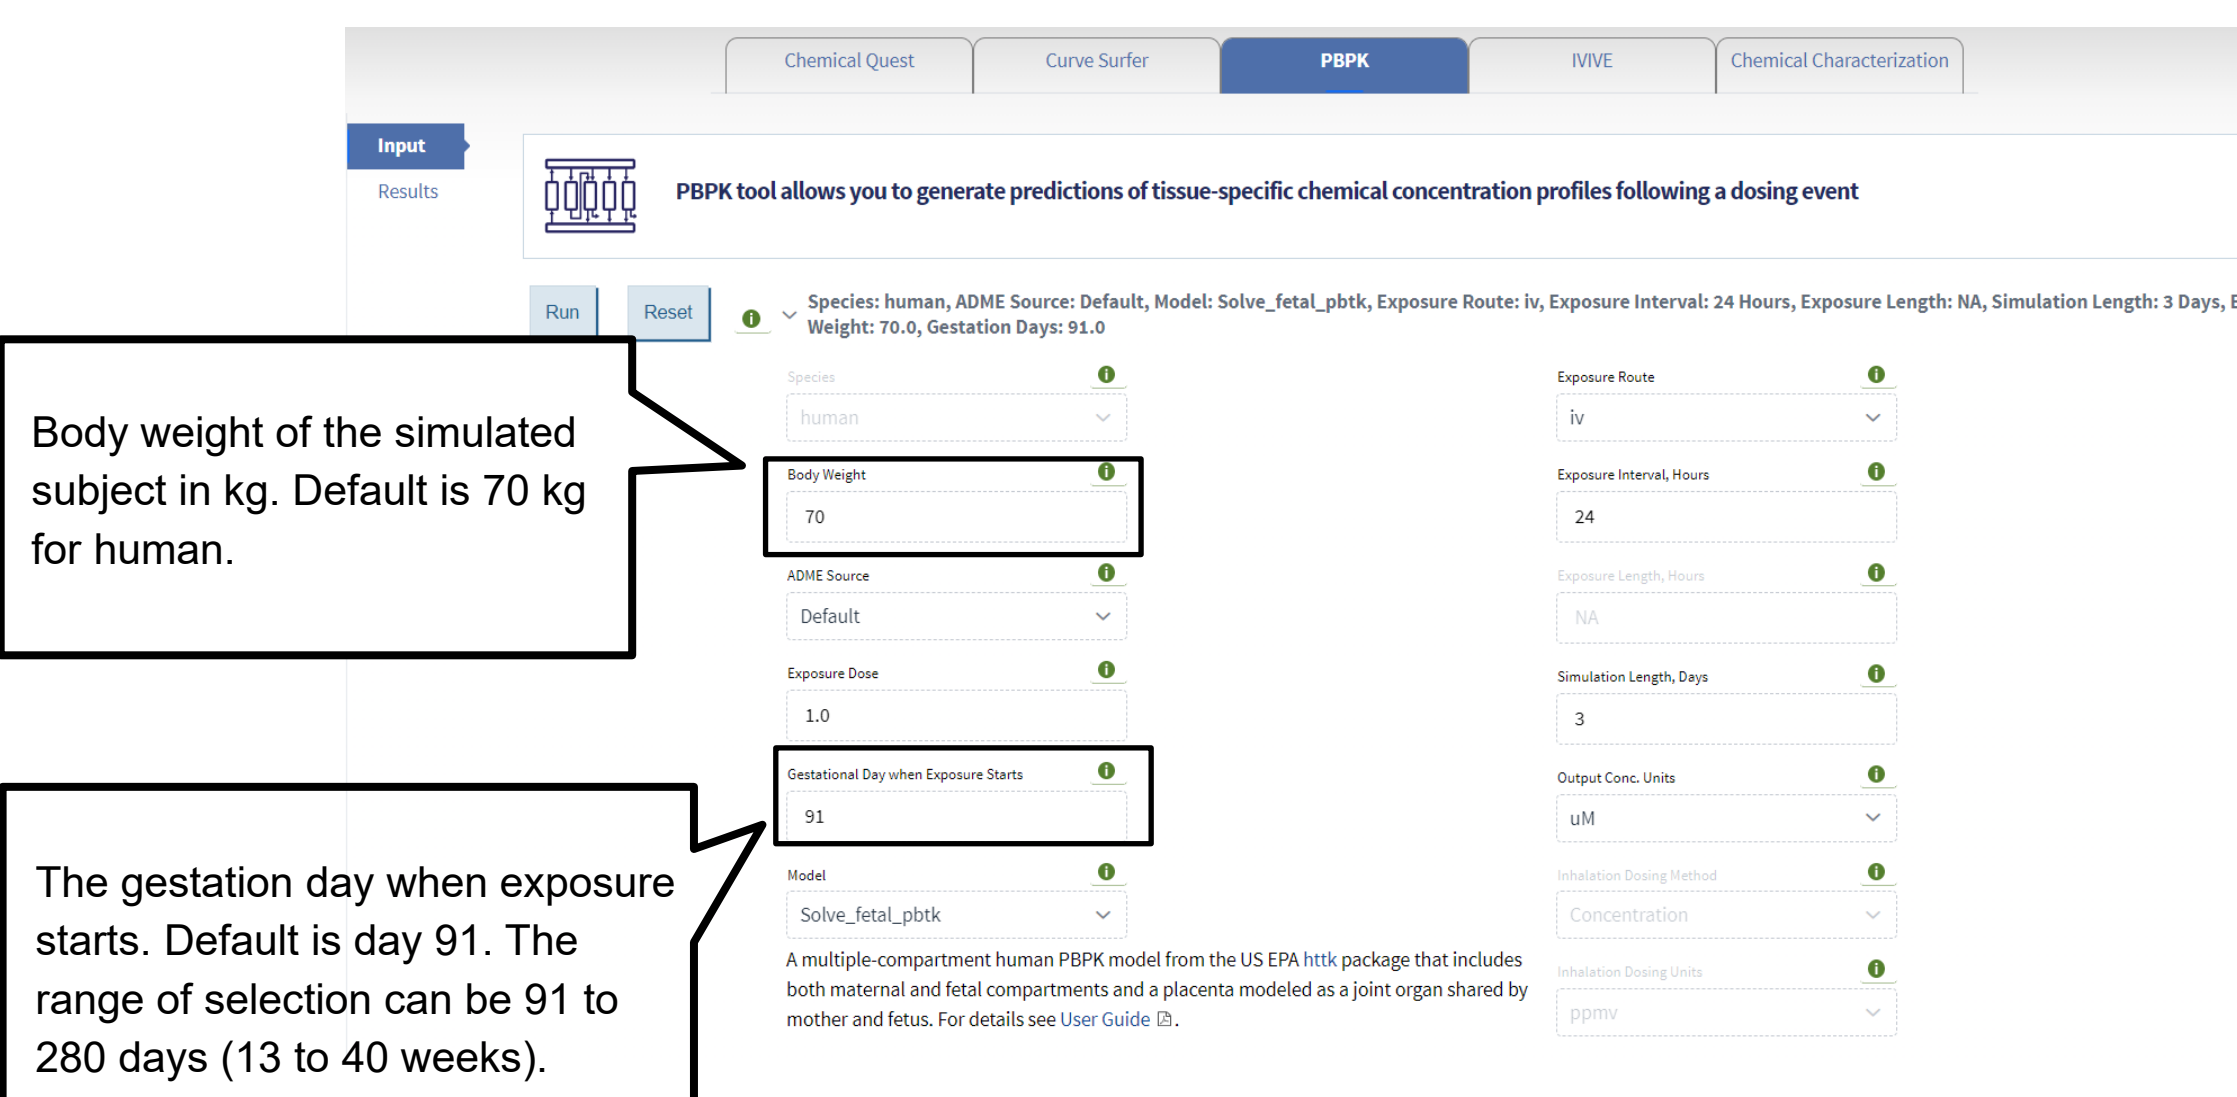 Chemical Quest
Curve Surfer
PBPK
IVIVE
Chemical Characterization
Input
Results
PBPK tool allows you to generate predictions of tissue-specific chemical concentration profiles following a dosing event
Run
Reset
Species: human, ADME Source: Default, Model: Solve_fetal_pbtk, Exposure Route: iv, Exposure Interval: 24 Hours, Exposure Length: NA, Simulation Length: 3 Days,
Weight: 70.0, Gestation Days: 91.0
Body weight of the simulated
subject in kg. Default is 70 kg
for human.
The gestation day when exposure
starts. Default is day 91. The
range of selection can be 91 to
280 days (13 to 40 weeks).
Species
human
Body Weight
70
ADME Source
Default
Exposure Dose
1.0
Gestational Day when Exposure Starts
91
Model
Solve_fetal_pbtk
A multiple-compartment human PBPK model from the US EPA httk package that includes
both maternal and fetal compartments and a placenta modeled as a joint organ shared by
mother and fetus. For details see User Guide .
Exposure Route
iv
Exposure Interval, Hours
24
Exposure Length, Hours
NA
Simulation Length, Days
3
Output Conc. Units
uM
Inhalation Dosing Method
Concentration
Inhalation Dosing Units
ppmv